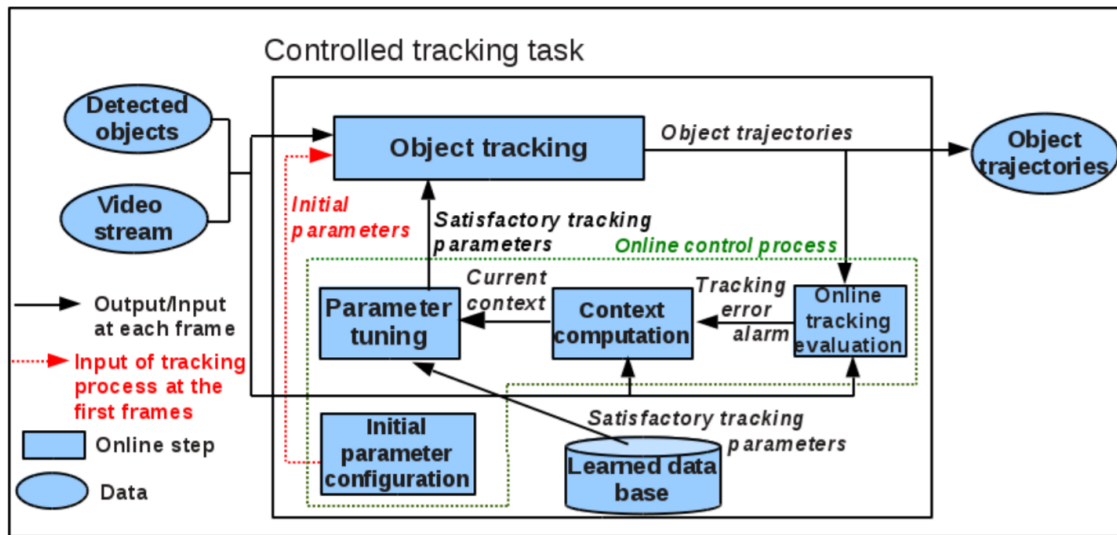 Controlled tracking task
Detected
objects
Video
stream
Object tracking
Object trajectories
Object
trajectories
Initial
parameters
Satisfactory tracking
parameters
Online control process
Current
context
Tracking
error
alarm
Parameter
tuning
Context
computation
Online
tracking
evaluation
Output/Input
at each frame
Input of tracking
process at the
first frames
Online step
Data
Initial
parameter
configuration
Satisfactory tracking
parameters
Learned data
base